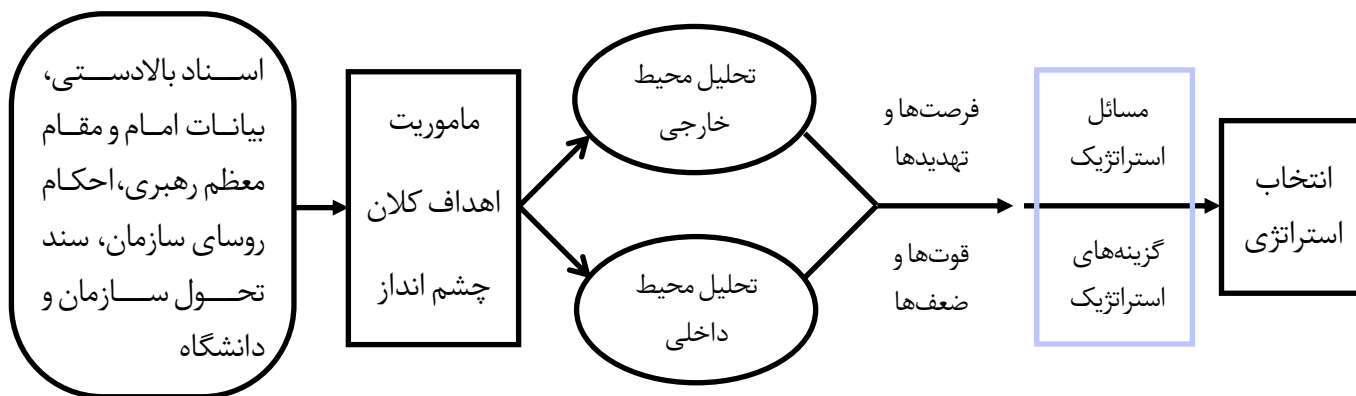 اسناد بالادستی،
بیانات امام و مقام
معظم رهبری، احکام
روسای سازمان، سند
تحول سازمان و
دانشگاه
ماموریت
اهداف کلان
چشم انداز
تحلیل محیط
خارجی
تحلیل محیط
داخلی
فرصت‌ها و
تهدیدها
قوت‌ها و
ضعف‌ها
مسائل
استراتژیک
گزینه‌های
استراتژیک
انتخاب
استراتژی